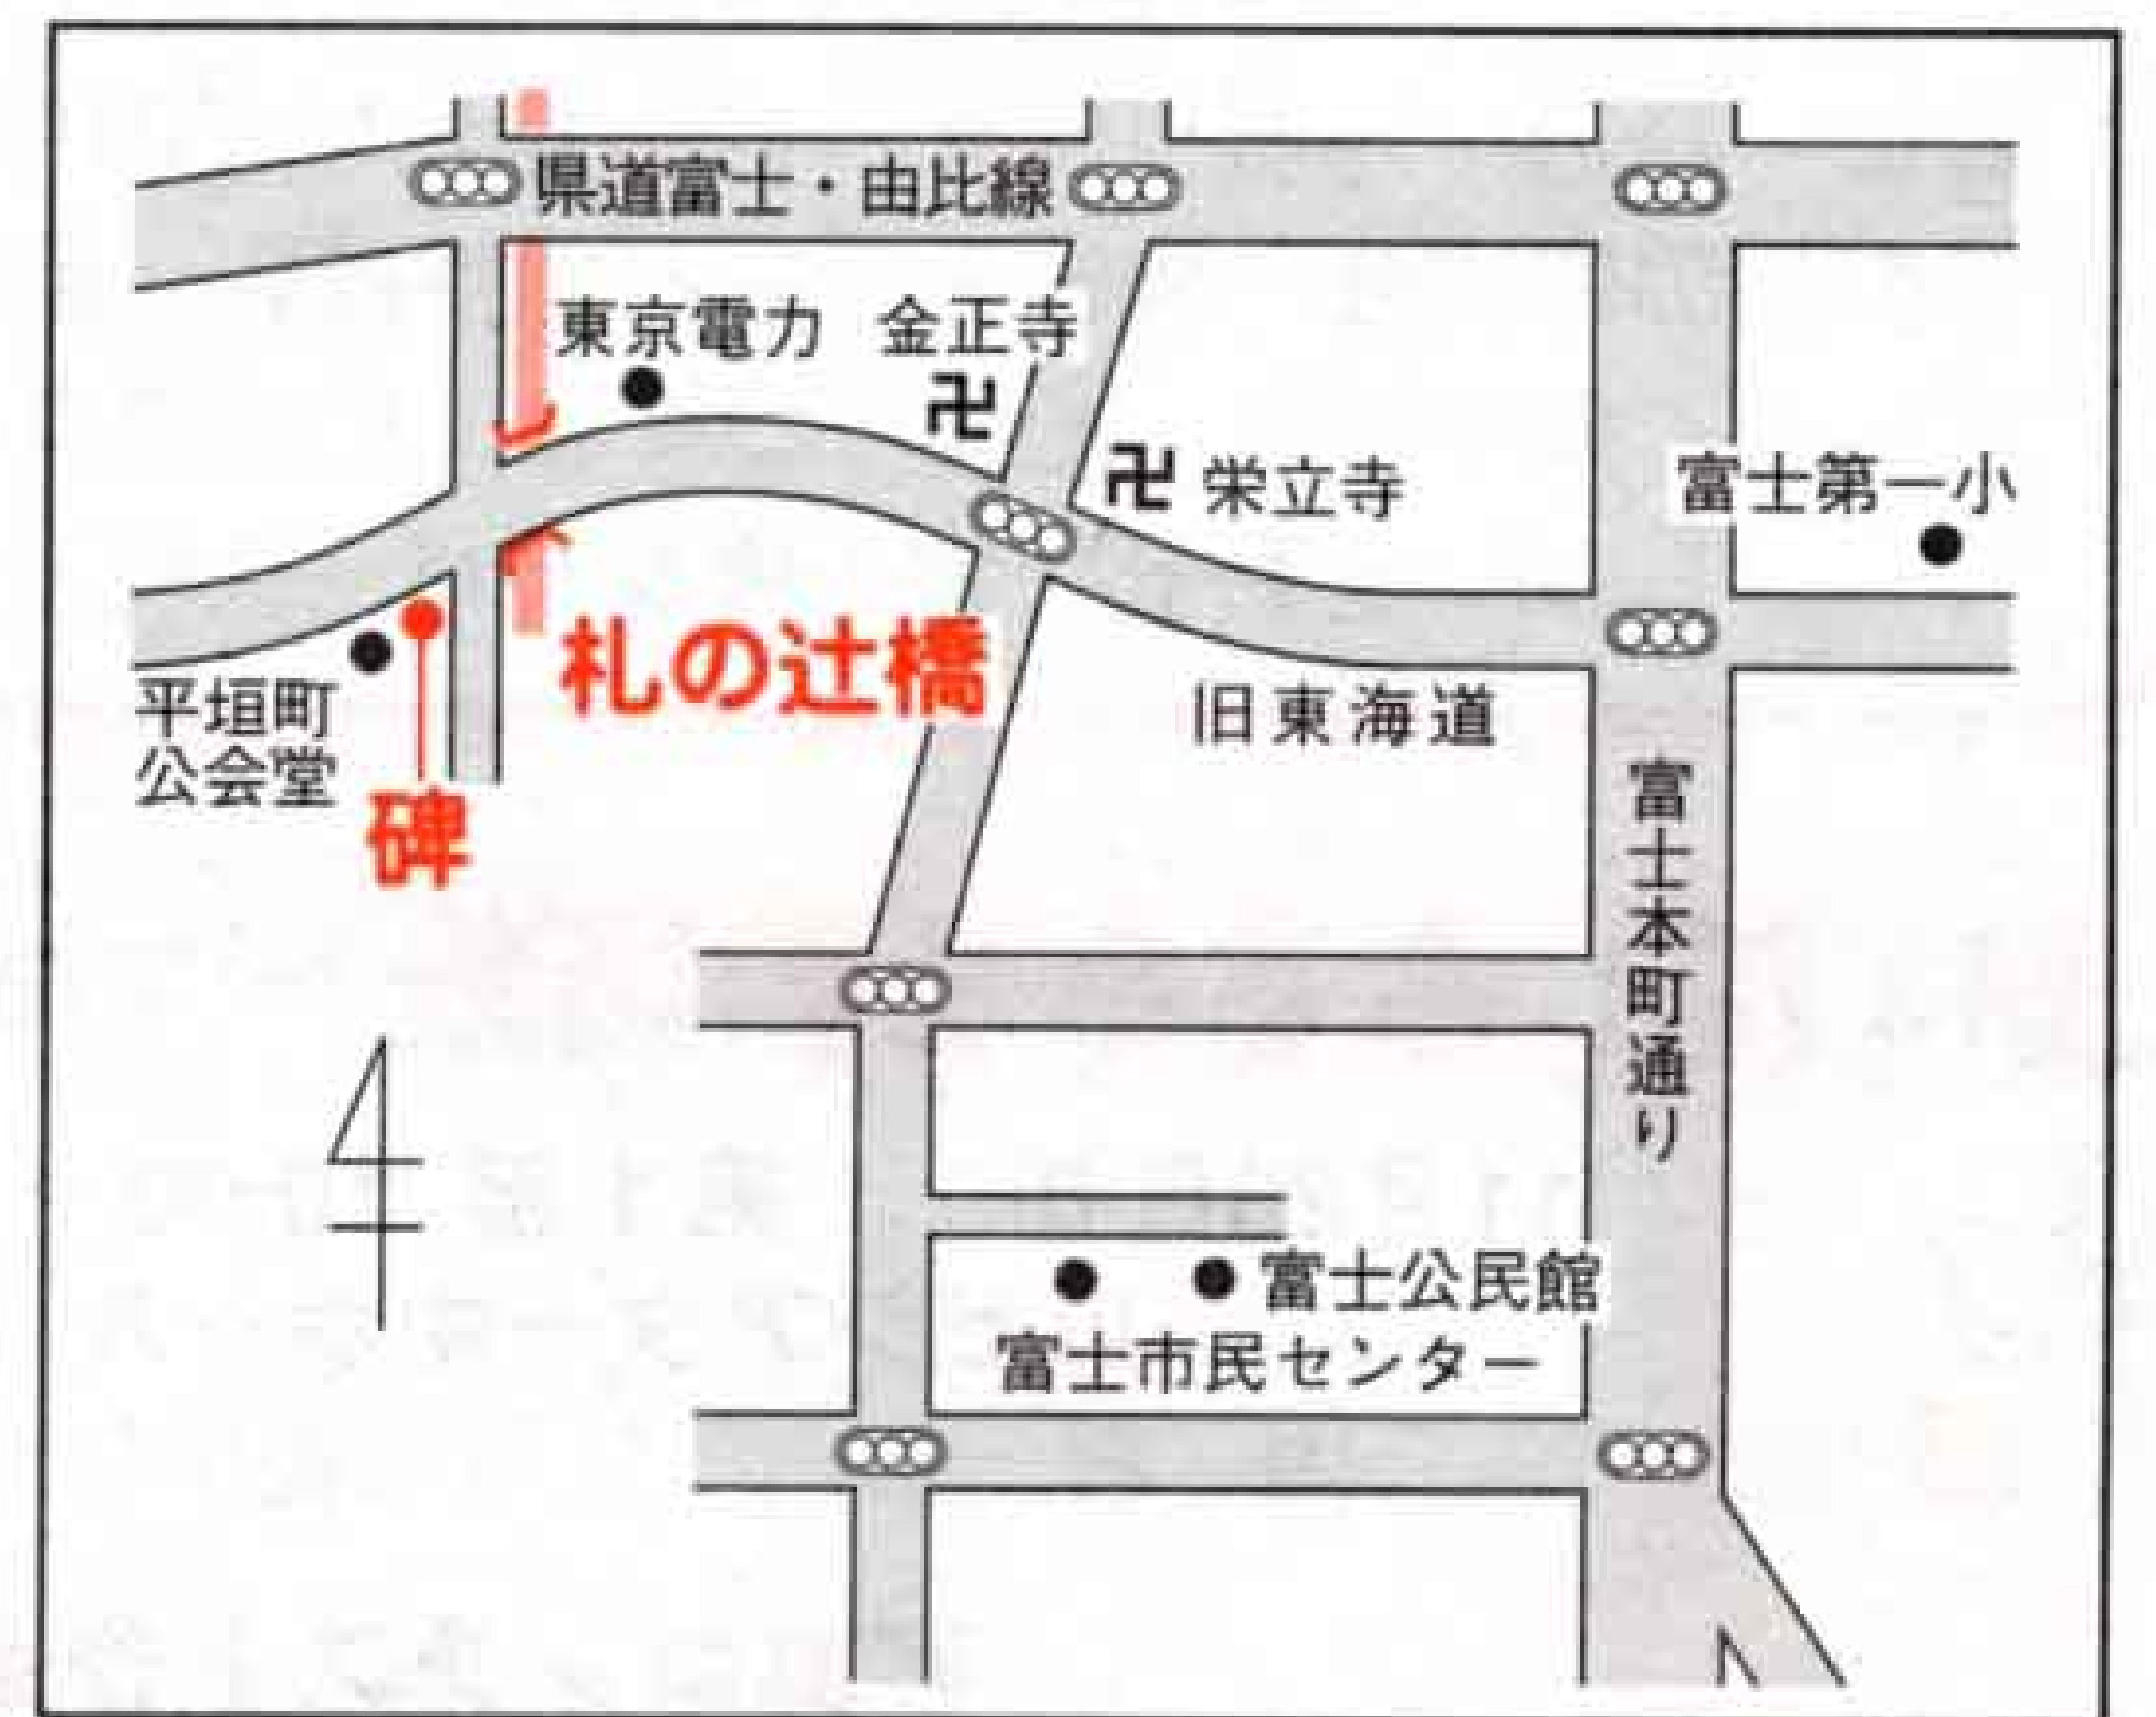 県道富士・由比線
東京電力
金正寺
栄立寺
富士第一小
札の辻橋
平垣町
公会堂
碑
旧東海道
富士本町通り
富士公民館
富士市民センター